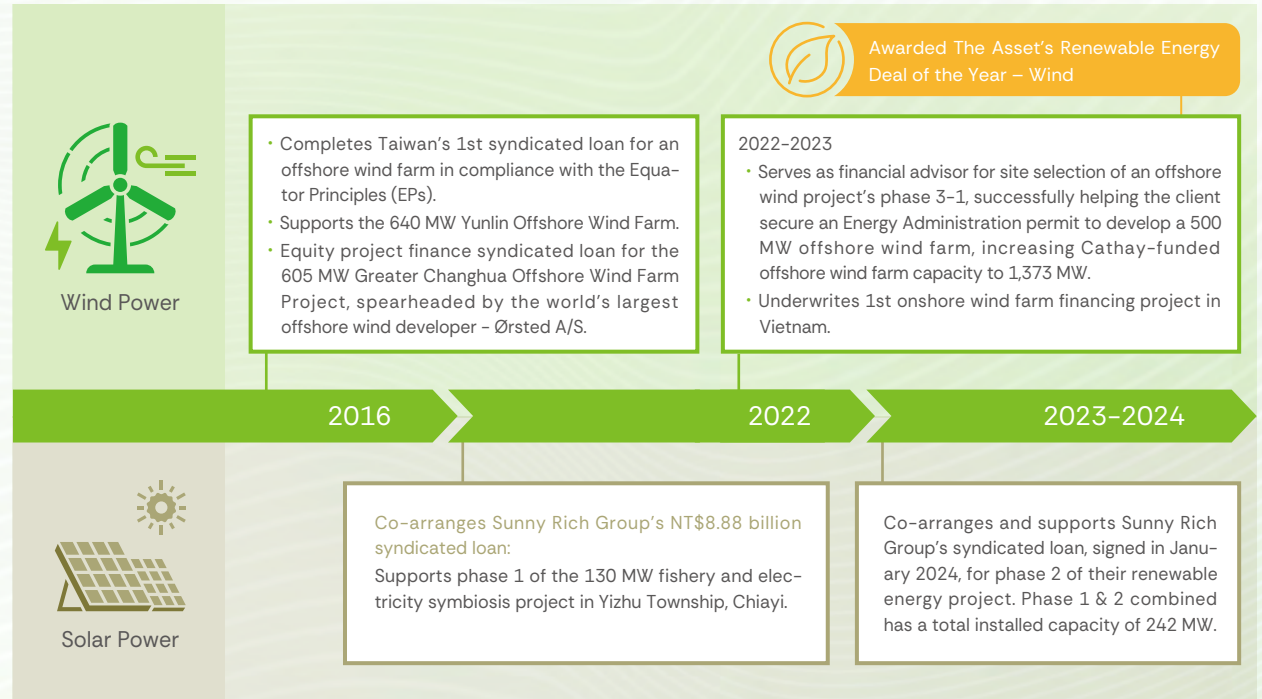 Awarded The Asset's Renewable Energy
Deal of the Year – Wind
Wind Power
• Completes Taiwan's 1st syndicated loan for an
offshore wind farm in compliance with the Equa-
tor Principles (EPs).
• Supports the 640 MW Yunlin Offshore Wind Farm.
• Equity project finance syndicated loan for the
605 MW Greater Changhua Offshore Wind Farm
Project, spearheaded by the world's largest
offshore wind developer - Ørsted A/S.
2022-2023
• Serves as financial advisor for site selection of an offshore
wind project's phase 3-1, successfully helping the client
secure an Energy Administration permit to develop a 500
MW offshore wind farm, increasing Cathay-funded
offshore wind farm capacity to 1,373 MW.
• Underwrites 1st onshore wind farm financing project in
Vietnam.
2016
2022
2023-2024
Solar Power
Co-arranges Sunny Rich Group's NT$8.88 billion
syndicated loan:
Supports phase 1 of the 130 MW fishery and elec-
tricity symbiosis project in Yizhu Township, Chiayi.
Co-arranges and supports Sunny Rich
Group's syndicated loan, signed in Janu-
ary 2024, for phase 2 of their renewable
energy project. Phase 1 & 2 combined
has a total installed capacity of 242 MW.